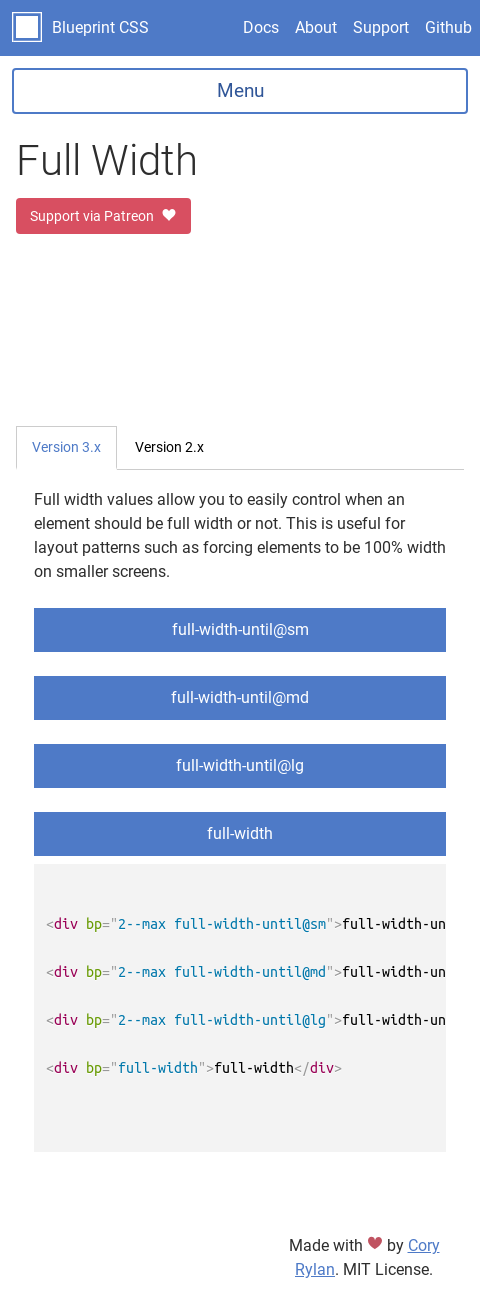 Blueprint CSS Docs About Support Github
Menu
Full Width
Support via Patreon
Version 3.x Version 2.x
Full width values allow you to easily control when an
element should be full width or not. This is useful for
layout patterns such as forcing elements to be 100% width
on smaller screens.
full-width-until@sm
full-width-until@md
full-width-until@lg
full-width
<div bp="2--max full-width-until@sm">full-width-un
<div bp="2--max full-width-until@md">full-width-un
<div bp="2--max full-width-until@lg">full-width-un
<div bp="full-width">full-width</div>
Made with ♥ by Cory
Rylan. MIT License.